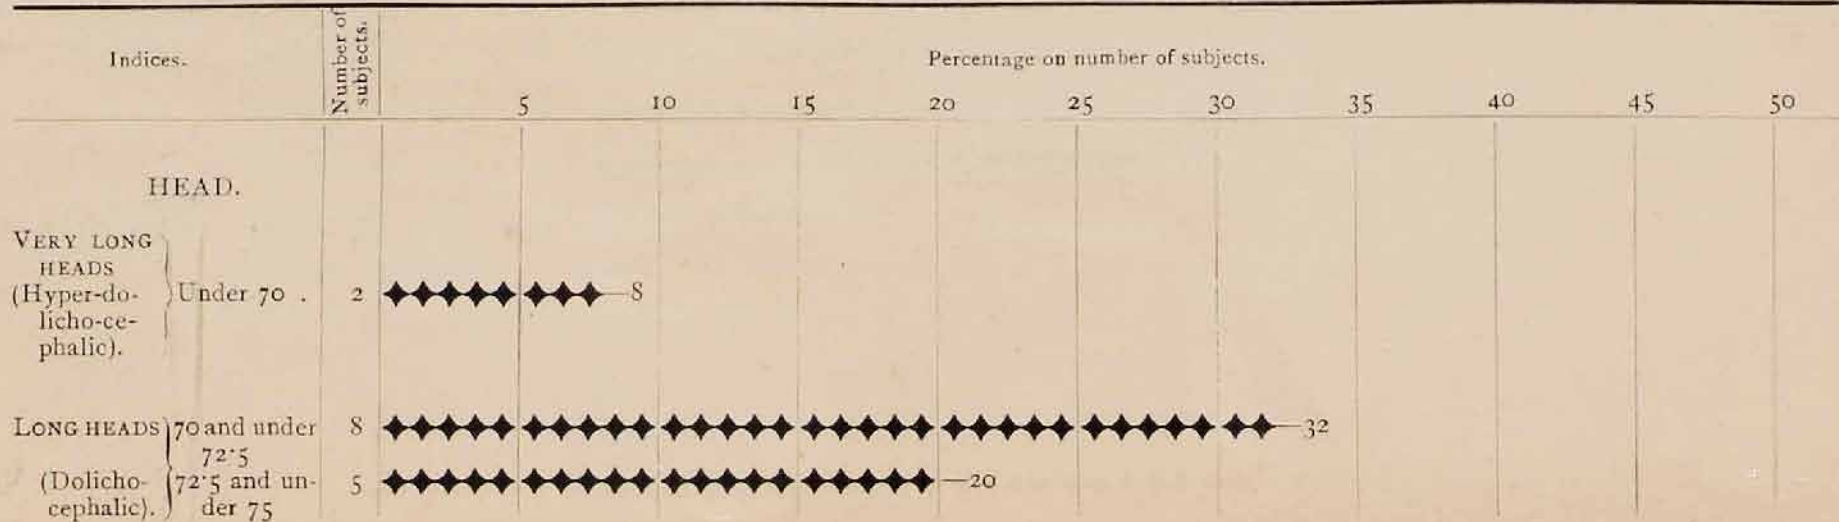 Indices.
Number of
subjects.
Percentage on number of subjects.
5 10 15 20 25 30 35 40 45 50
HEAD.
VERY LONG
HEADS
(Hyper-do- Under 70 . 2 8
licho-ce-
phalic).
LONG HEADS 70 and under 8 32
72·5
(Dolicho- 72·5 and un- 5 —20
cephalic). der 75